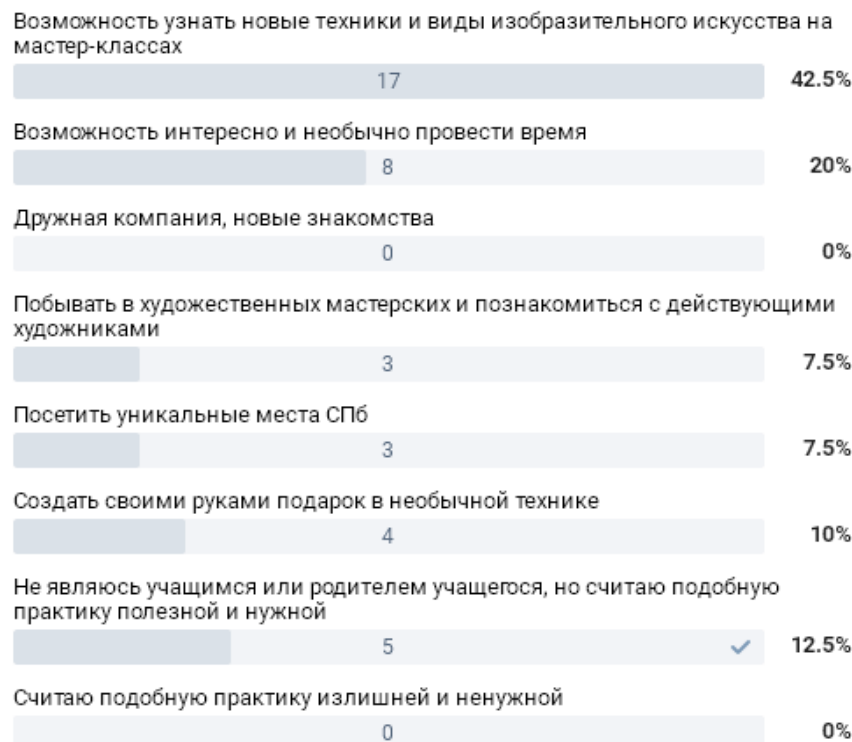 Возможность узнать новые техники и виды изобразительного искусства на
мастер-классах
17
42.5%
Возможность интересно и необычно провести время
8
20%
Дружная компания, новые знакомства
0
0%
Побывать в художественных мастерских и познакомиться с действующими
художниками
3
7.5%
Посетить уникальные места СПб
3
7.5%
Создать своими руками подарок в необычной технике
4
10%
Не являюсь учащимся или родителем учащегося, но считаю подобную
практику полезной и нужной
5
12.5%
Считаю подобную практику излишней и ненужной
0
0%